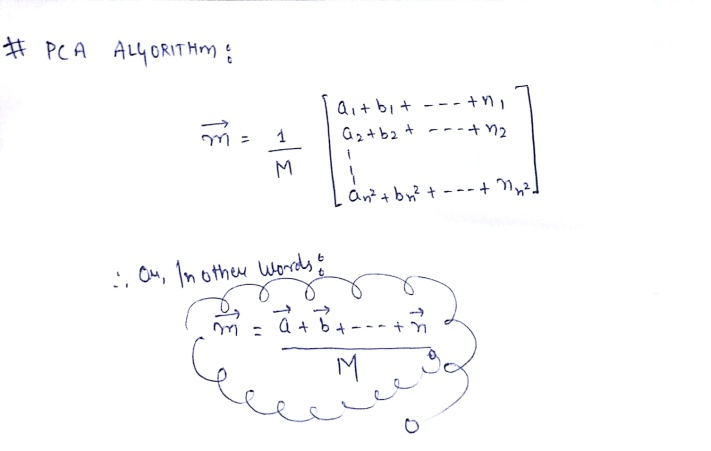 # PCA ALGORITHM :
a₁ + b₁ + ---- + n₁
m⃗ = 1/M a₂ + b₂ + ---- + n₂
aₙ² + bₙ² + ---- + nₙ²
∴ Or, In other words :
m⃗ = a⃗ + b⃗ + ---- + n⃗
M